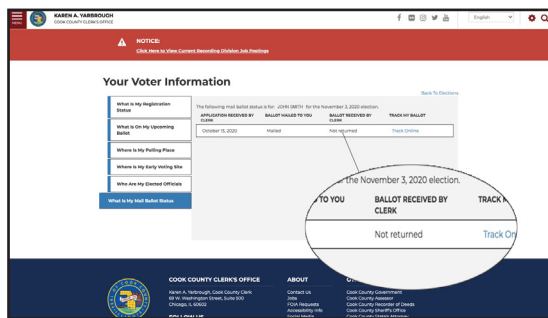 KAREN A. YARBROUGH
COOK COUNTY CLERK'S OFFICE
English
MENU
NOTICE:
Click Here to View Current Recording Division Job Postings
Your Voter Information
Back To Elections
What Is My Registration Status
The following mail ballot status is for: JOHN SMITH for the November 3, 2020 election.
APPLICATION RECEIVED BY CLERK BALLOT MAILED TO YOU BALLOT RECEIVED BY CLERK TRACK MY BALLOT
October 13, 2020 Mailed Not returned Track Online
What Is On My Upcoming Ballot
Where Is My Polling Place
Where Is My Early Voting Site
Who Are My Elected Officials
What Is My Mail Ballot Status
the November 3, 2020 election.
TO YOU BALLOT RECEIVED BY CLERK TRACK
Not returned Track On
COOK COUNTY CLERK'S OFFICE
Karen A. Yarbrough, Cook County Clerk
69 W. Washington Street, Suite 500
Chicago, IL 60602
FOLLOW US
ABOUT
Contact Us
Jobs
FOIA Requests
Accessibility Info
Social Media
Cook County Government
Cook County Assessor
Cook County Recorder of Deeds
Cook County Sheriff's Office
Cook County State's Attorney